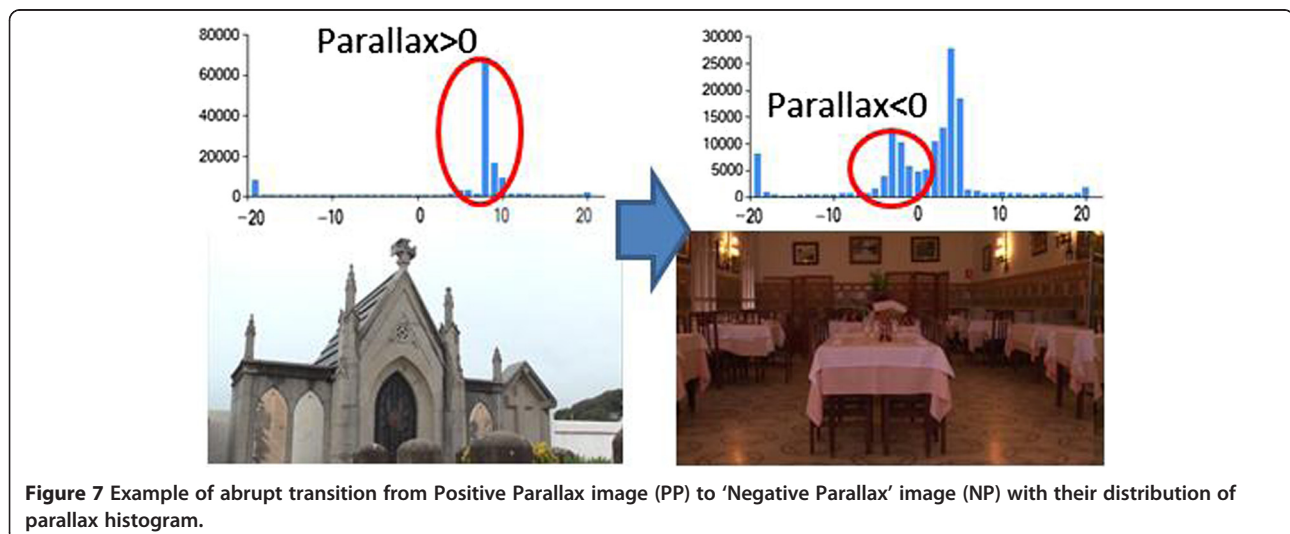 Parallax>0
80000
60000
40000
20000
0
−20 −10 0 10 20
Parallax<0
30000
25000
20000
15000
10000
5000
0
−20 −10 0 10 20
Figure 7 Example of abrupt transition from Positive Parallax image (PP) to ‘Negative Parallax’ image (NP) with their distribution of
parallax histogram.